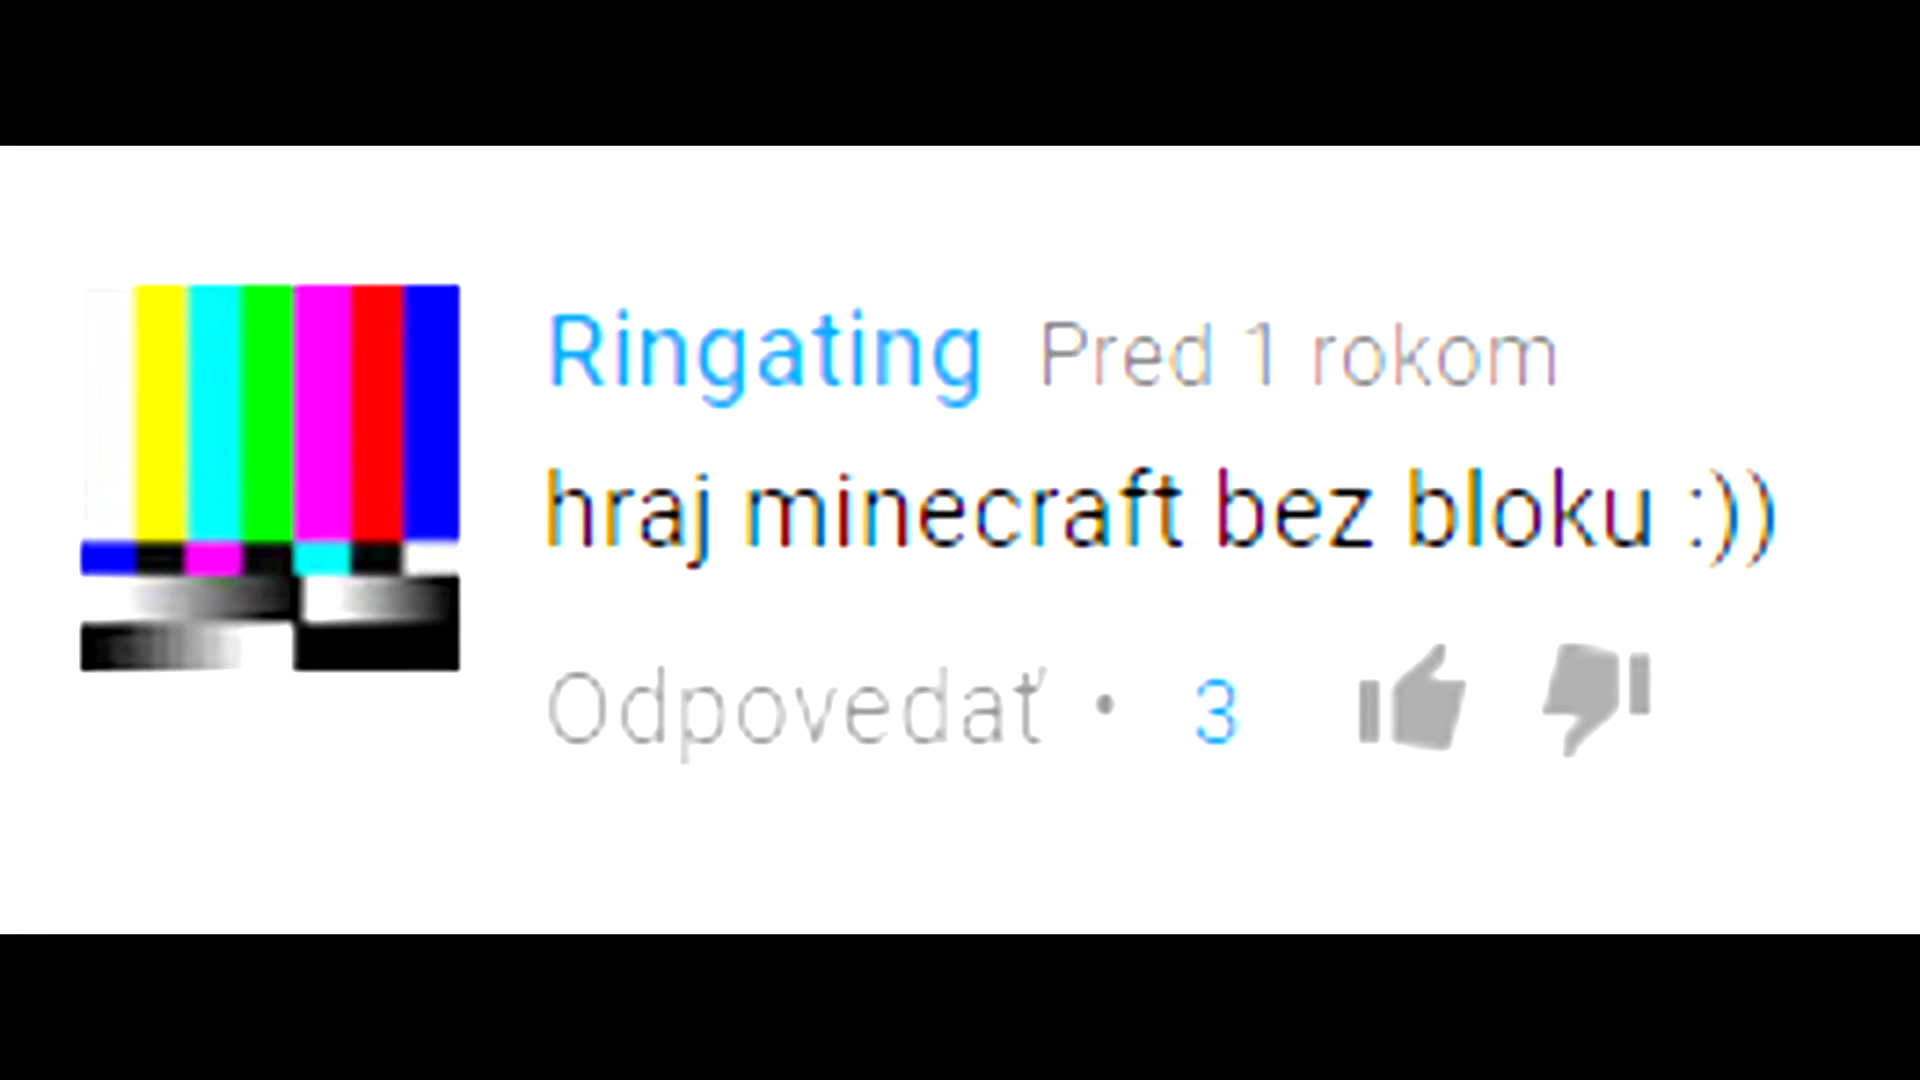 Ringating Pred 1 rokom
hraj minecraft bez bloku :))
Odpovedať • 3